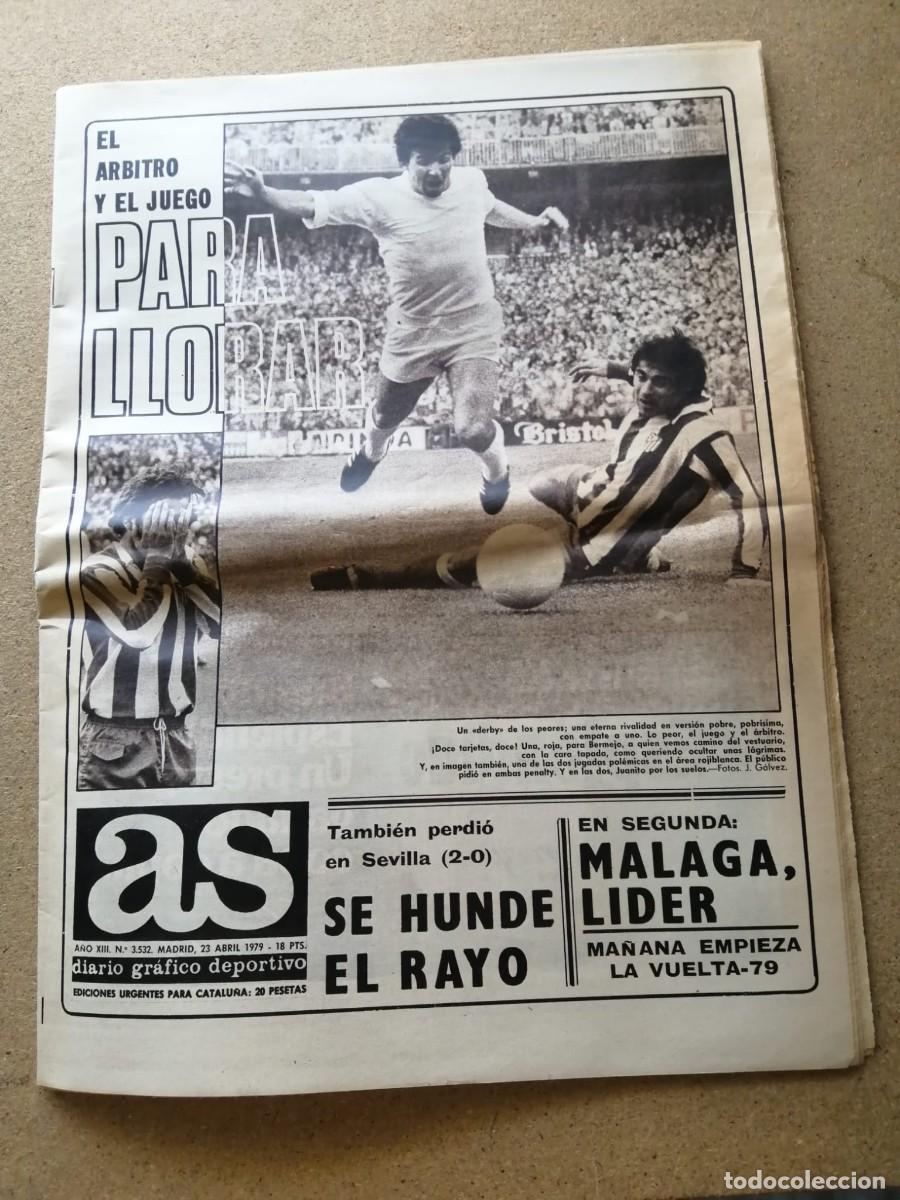 EL
ARBITRO
Y EL JUEGO
PARA
LLORAR
Bristol
Un «derby» de los peores; una eterna rivalidad en versión pobre, pobrísima,
con empate a uno. Lo peor, el juego y el árbitro.
¡Doce tarjetas, doce! Una, roja, para Bermejo, a quien vemos camino del vestuario,
con la cara tapada, como queriendo ocultar unas lágrimas.
Y, en imagen también, una de las dos jugadas polémicas en el área rojiblanca. El público
pidió en ambas penalty. Y en las dos, Juanito por los suelos.—Fotos. J. Gálvez.
as
AÑO XIII. N.º 3.532. MADRID, 23 ABRIL 1979 - 18 PTS.
diario gráfico deportivo
EDICIONES URGENTES PARA CATALUÑA: 20 PESETAS
También perdió
en Sevilla (2-0)
SE HUNDE
EL RAYO
EN SEGUNDA:
MALAGA,
LIDER
MAÑANA EMPIEZA
LA VUELTA-79
todocoleccion